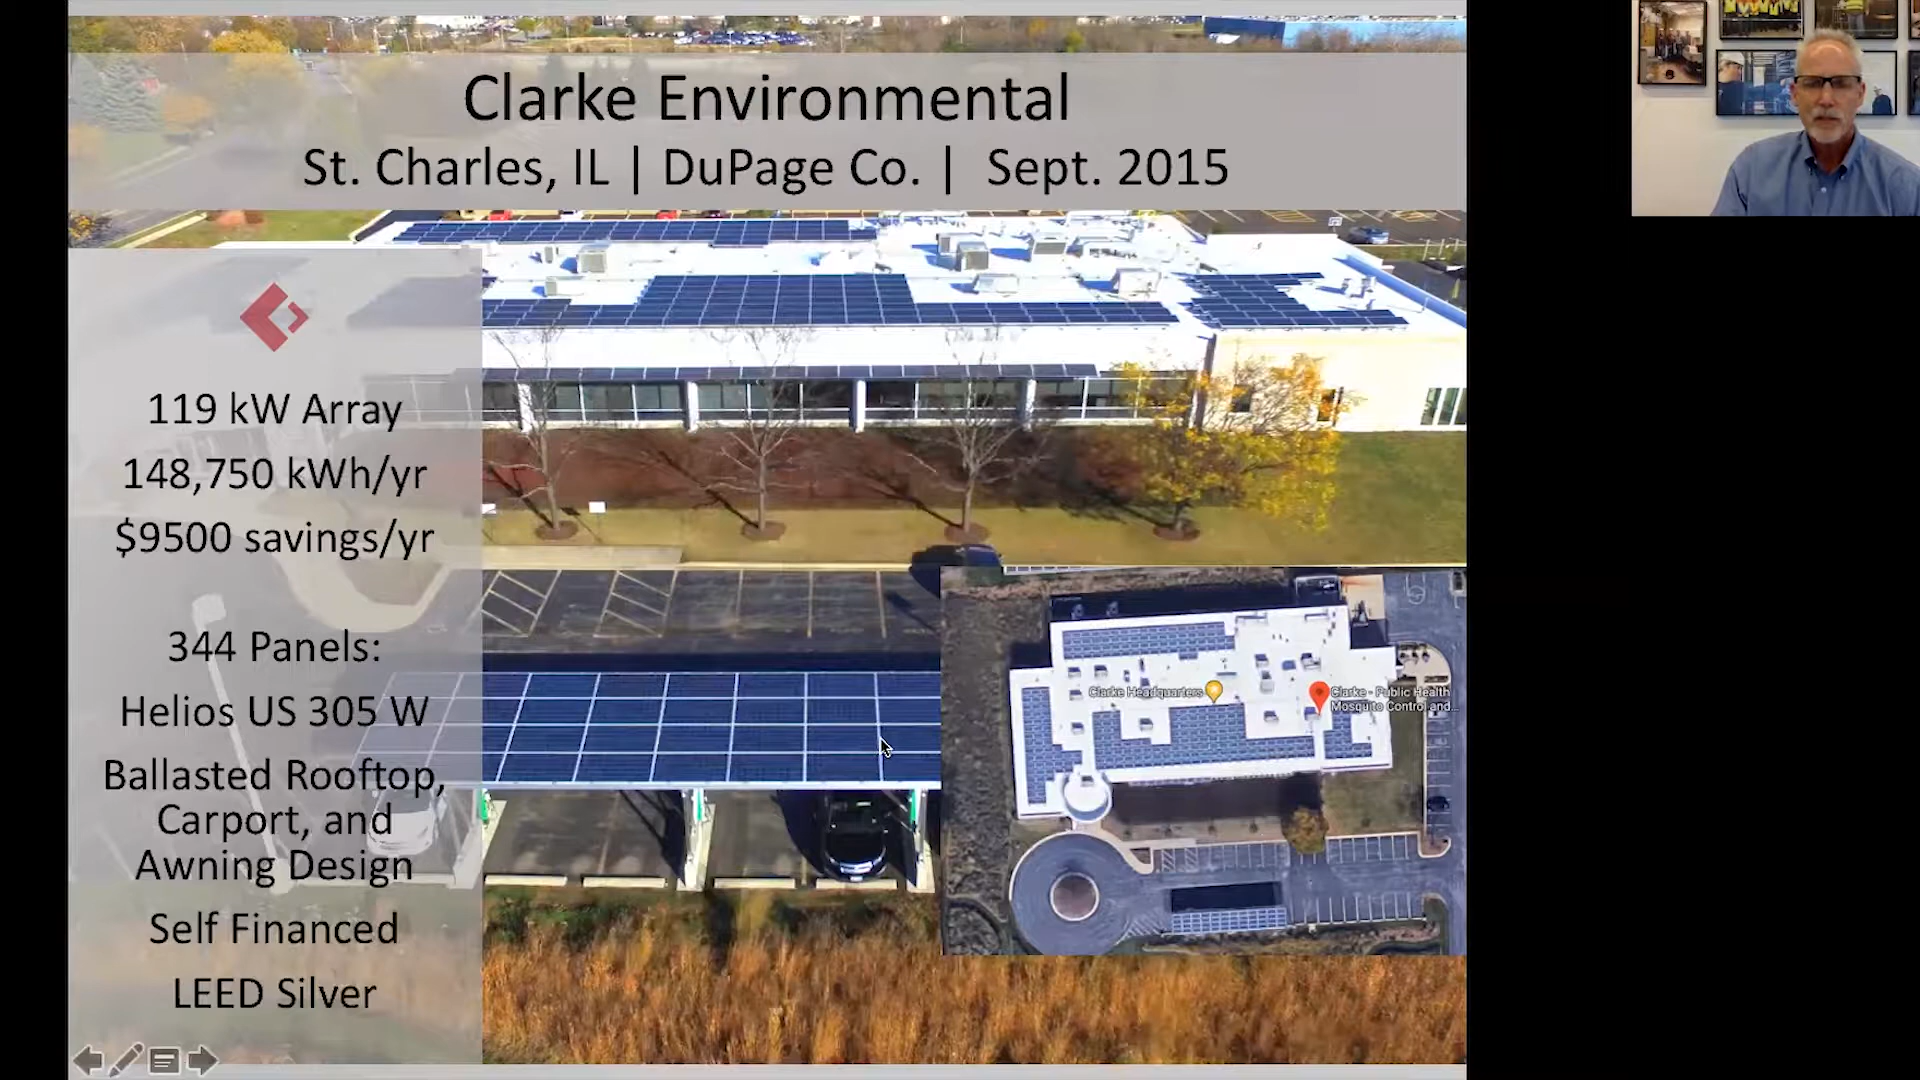 Clarke Environmental
St. Charles, IL | DuPage Co. | Sept. 2015
119 kW Array
148,750 kWh/yr
$9500 savings/yr
344 Panels:
Helios US 305 W
Ballasted Rooftop,
Carport, and
Awning Design
Self Financed
LEED Silver
Clarke Headquarters
Clarke - Public Health
Mosquito Control and...